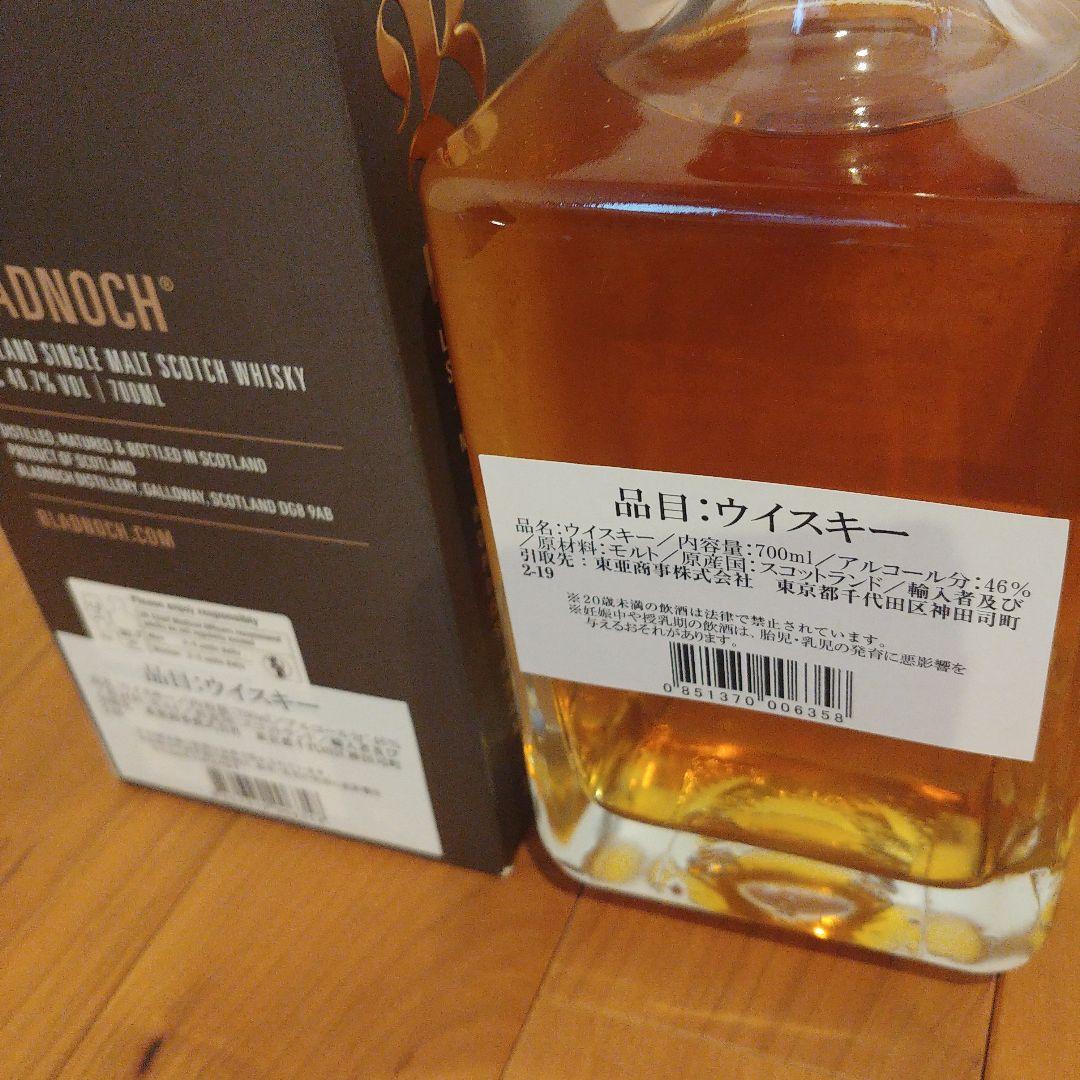 ADNOCH®
LAND SINGLE MALT SCOTCH WHISKY
46.7% VOL | 700ML
DISTILLED, MATURED & BOTTLED IN SCOTLAND
PRODUCT OF SCOTLAND
BLADNOCH DISTILLERY, GALLOWAY, SCOTLAND DG8 9AB
BLADNOCH.COM
Please enjoy responsibly
品目:ウイスキー
品目:ウイスキー
品名:ウイスキー/内容量:700ml/アルコール分:46%
/原材料:モルト/原産国:スコットランド/輸入者及び
引取先:東亜商事株式会社 東京都千代田区神田司町
2-19
※20歳未満の飲酒は法律で禁止されています。
※妊娠中や授乳期の飲酒は、胎児・乳児の発育に悪影響を
与えるおそれがあります。
0 851370 006358